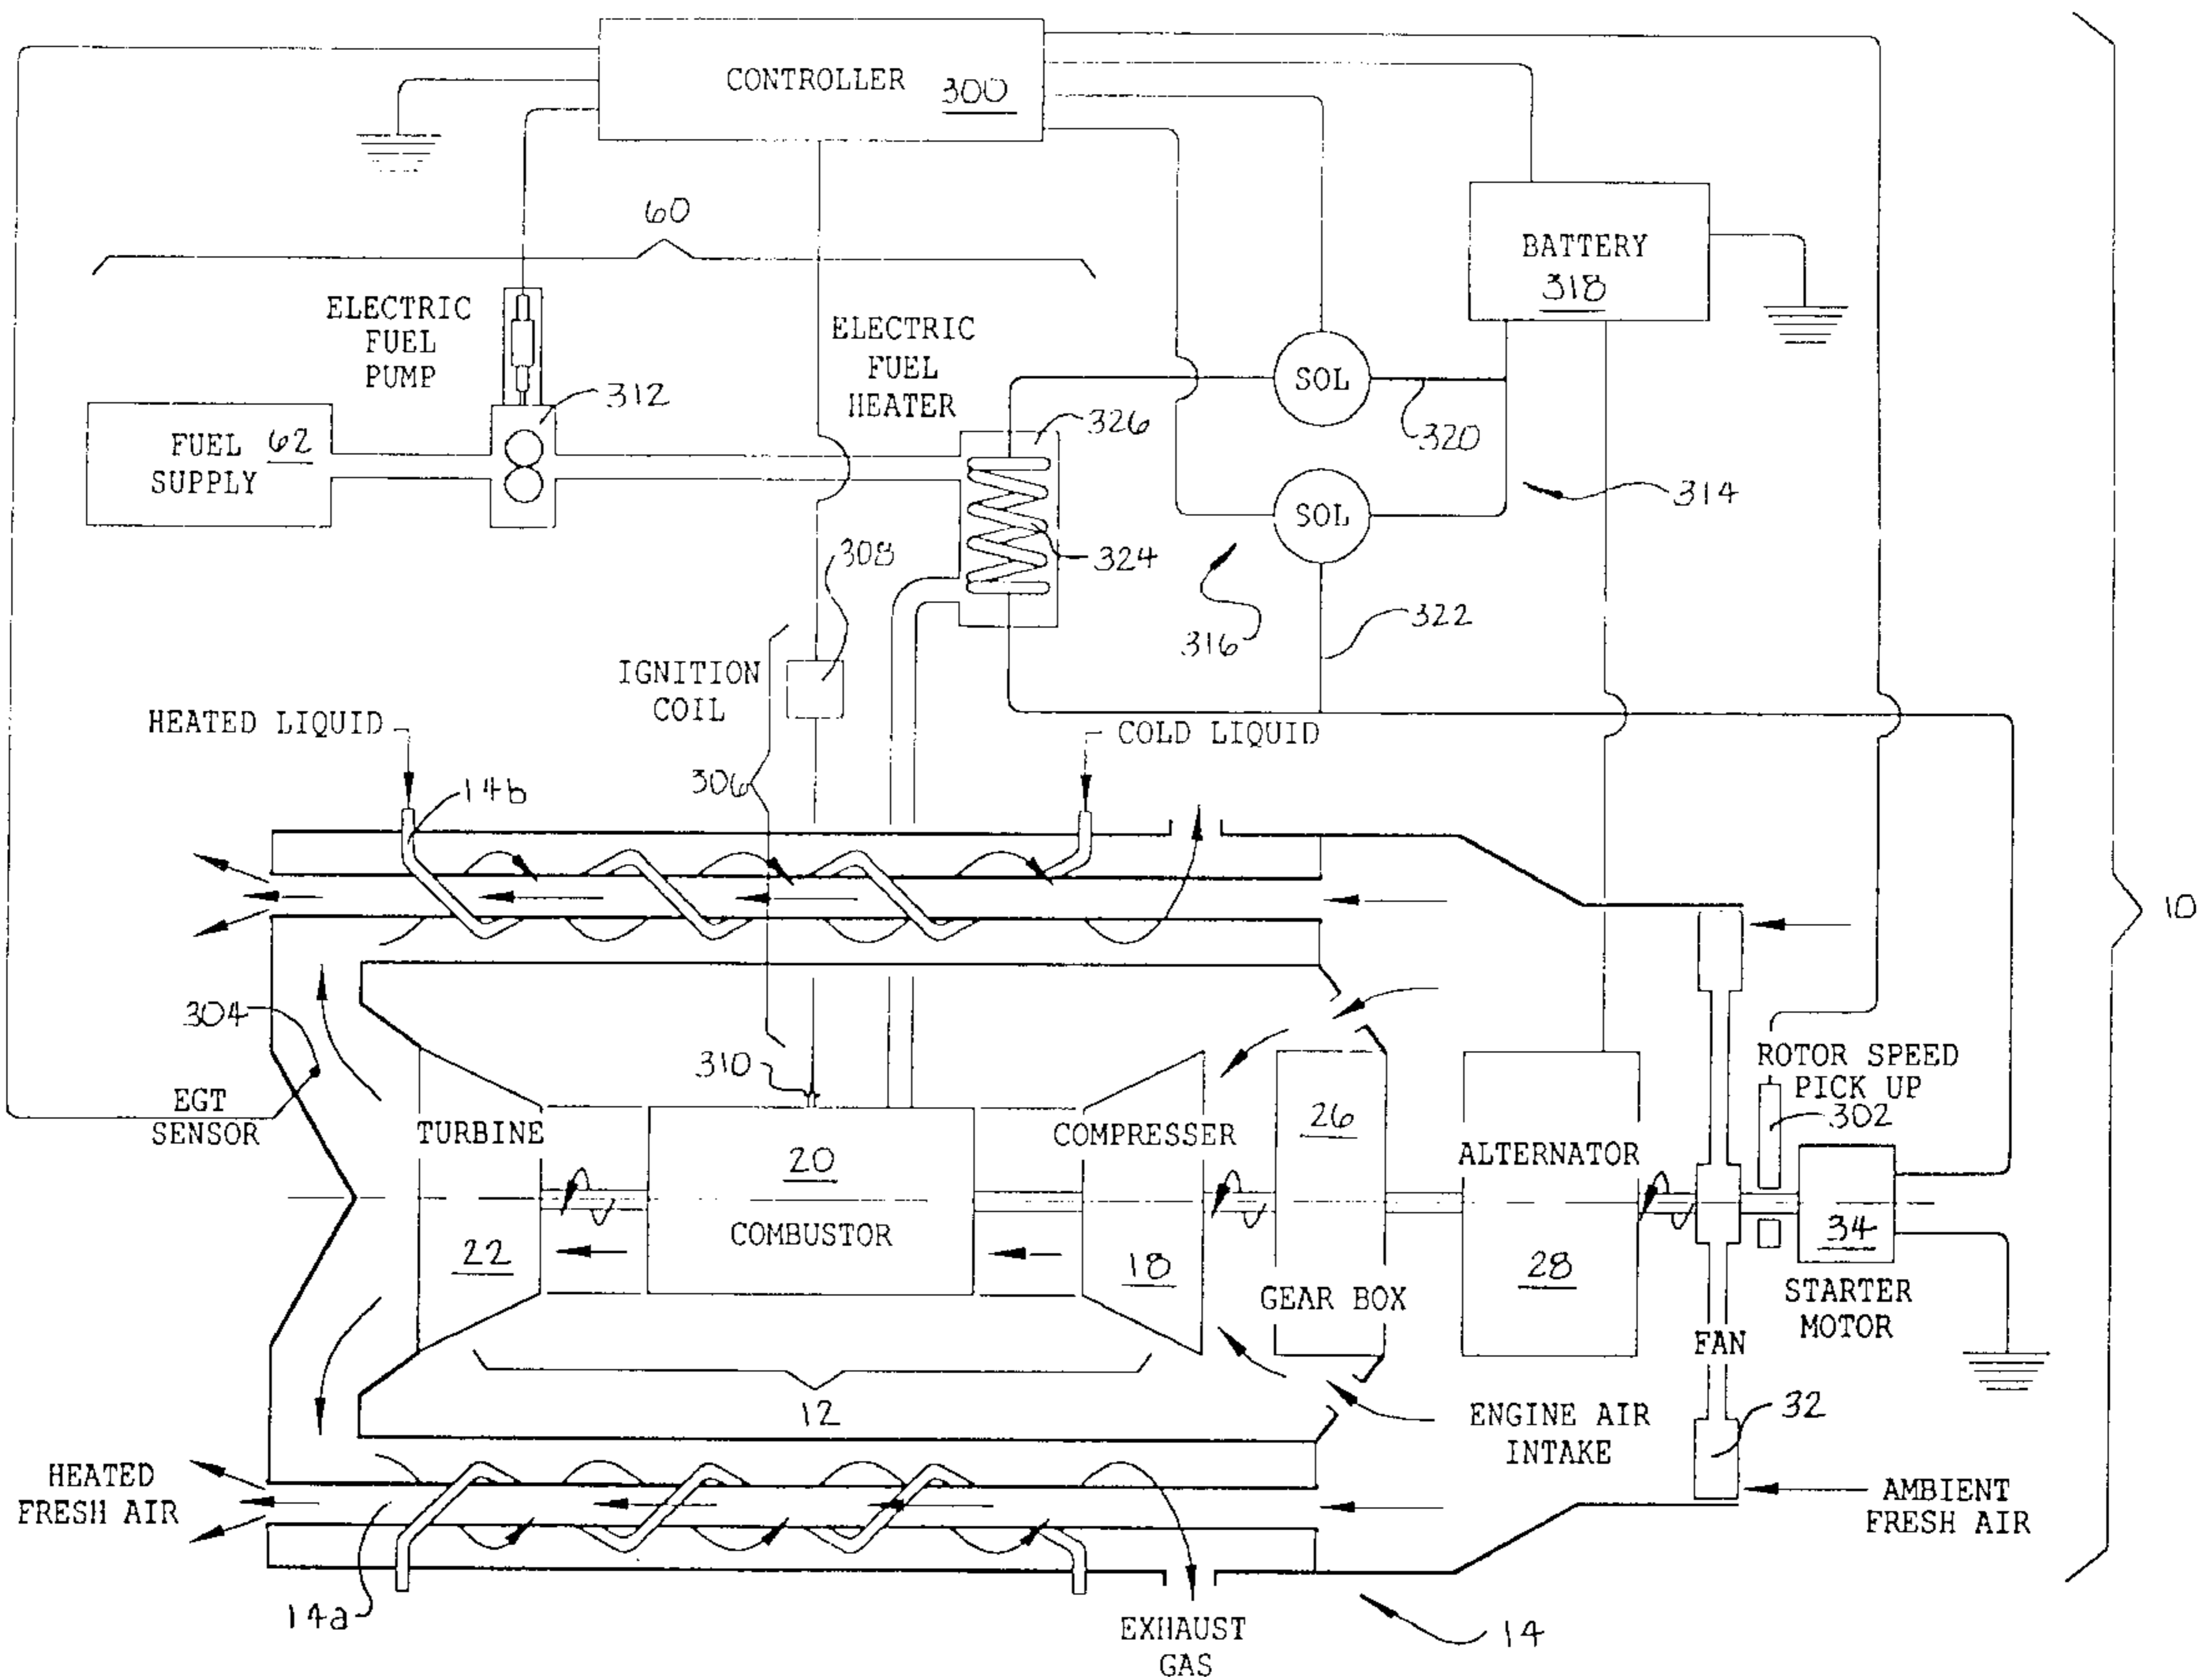 CONTROLLER 300
60
BATTERY
318
ELECTRIC
FUEL
PUMP
ELECTRIC
FUEL
HEATER
312
326
SOL
320
FUEL 62
SUPPLY
314
SOL
308
324
322
316
IGNITION
COIL
HEATED LIQUID
COLD LIQUID
306
14b
10
304
310
ROTOR SPEED
PICK UP
302
EGT
SENSOR
TURBINE
COMPRESSER
26
ALTERNATOR
20
COMBUSTOR
22
18
28
34
GEAR BOX
STARTER
MOTOR
FAN
12
32
ENGINE AIR
INTAKE
HEATED
FRESH AIR
AMBIENT
FRESH AIR
14a
EXHAUST
GAS
14